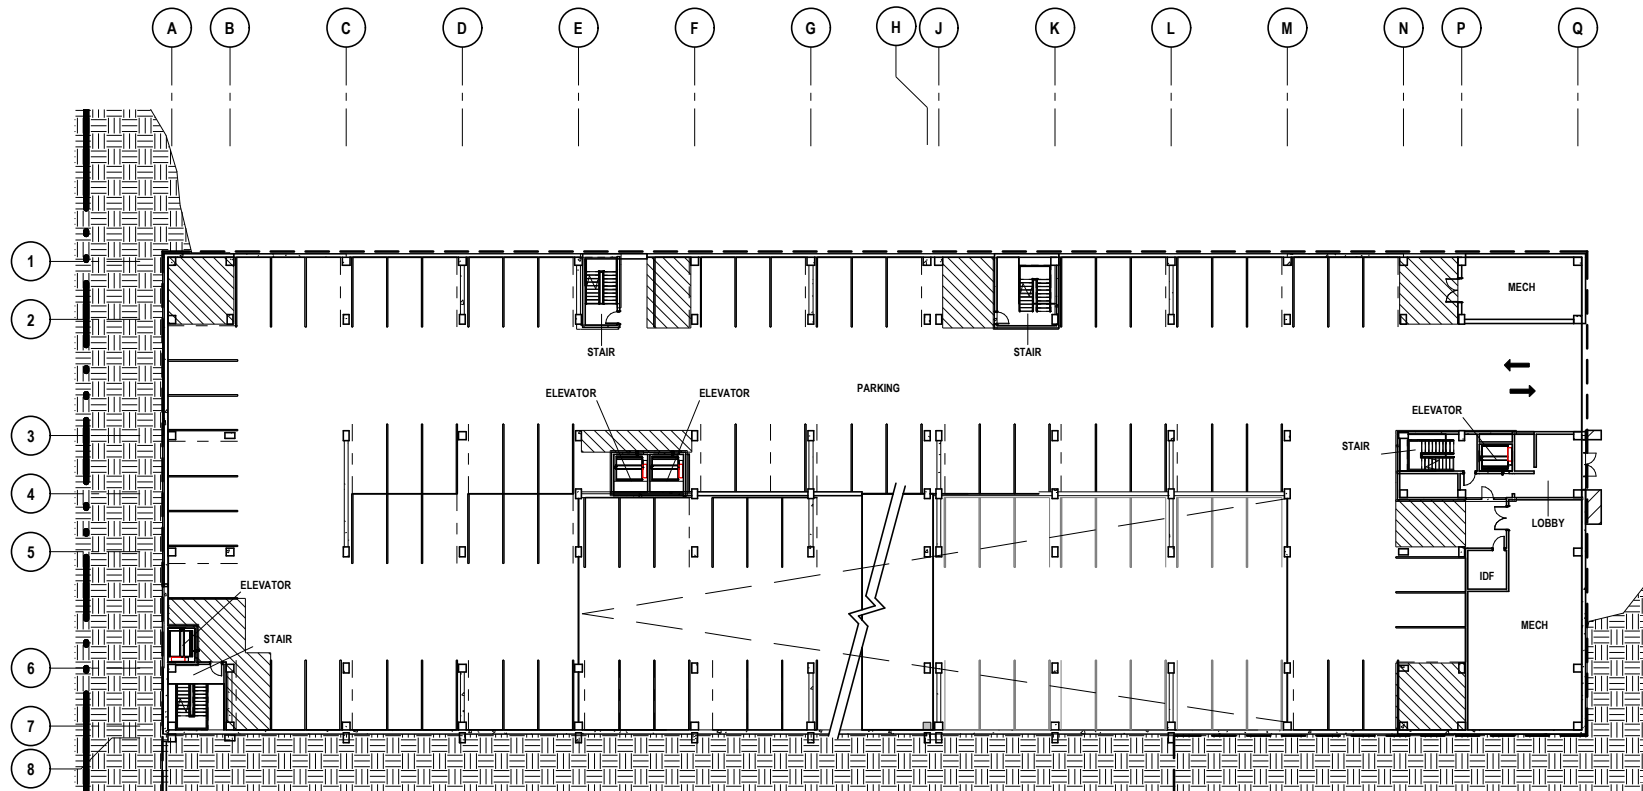 A B C D E F G H J K L M N P Q
1
MECH
2
STAIR
STAIR
PARKING
ELEVATOR
ELEVATOR
ELEVATOR
3
STAIR
4
LOBBY
5
IDF
ELEVATOR
MECH
STAIR
6
7
8